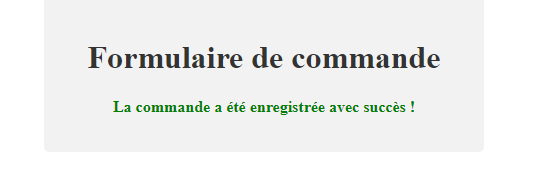 Formulaire de commande
La commande a été enregistrée avec succès !